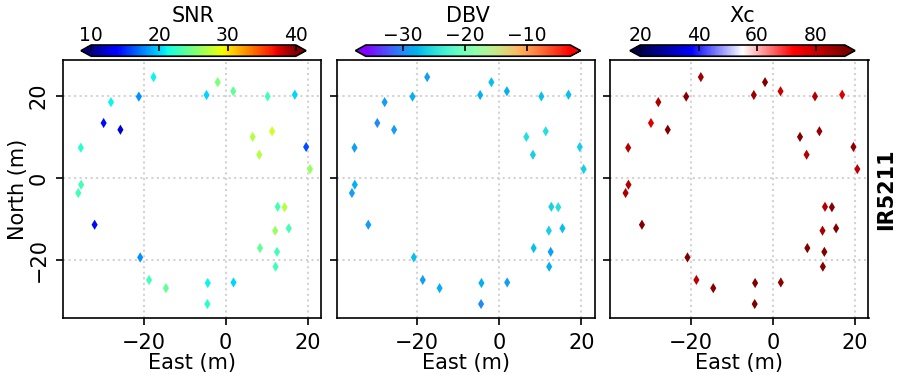 SNR DBV Xc
10 20 30 40 −30 −20 −10 20 40 60 80
North (m)
20
0
−20
−20 0 20 −20 0 20 −20 0 20
East (m) East (m) East (m)
IR5211